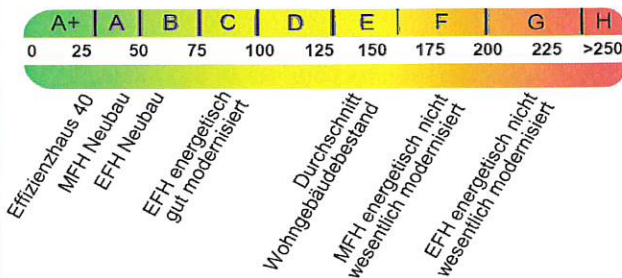 A+ A B C D E F G H
0 25 50 75 100 125 150 175 200 225 >250
Effizienzhaus 40
MFH Neubau
EFH Neubau
EFH energetisch
gut modernisiert
Durchschnitt
Wohngebäudebestand
MFH energetisch nicht
wesentlich modernisiert
EFH energetisch nicht
wesentlich modernisiert